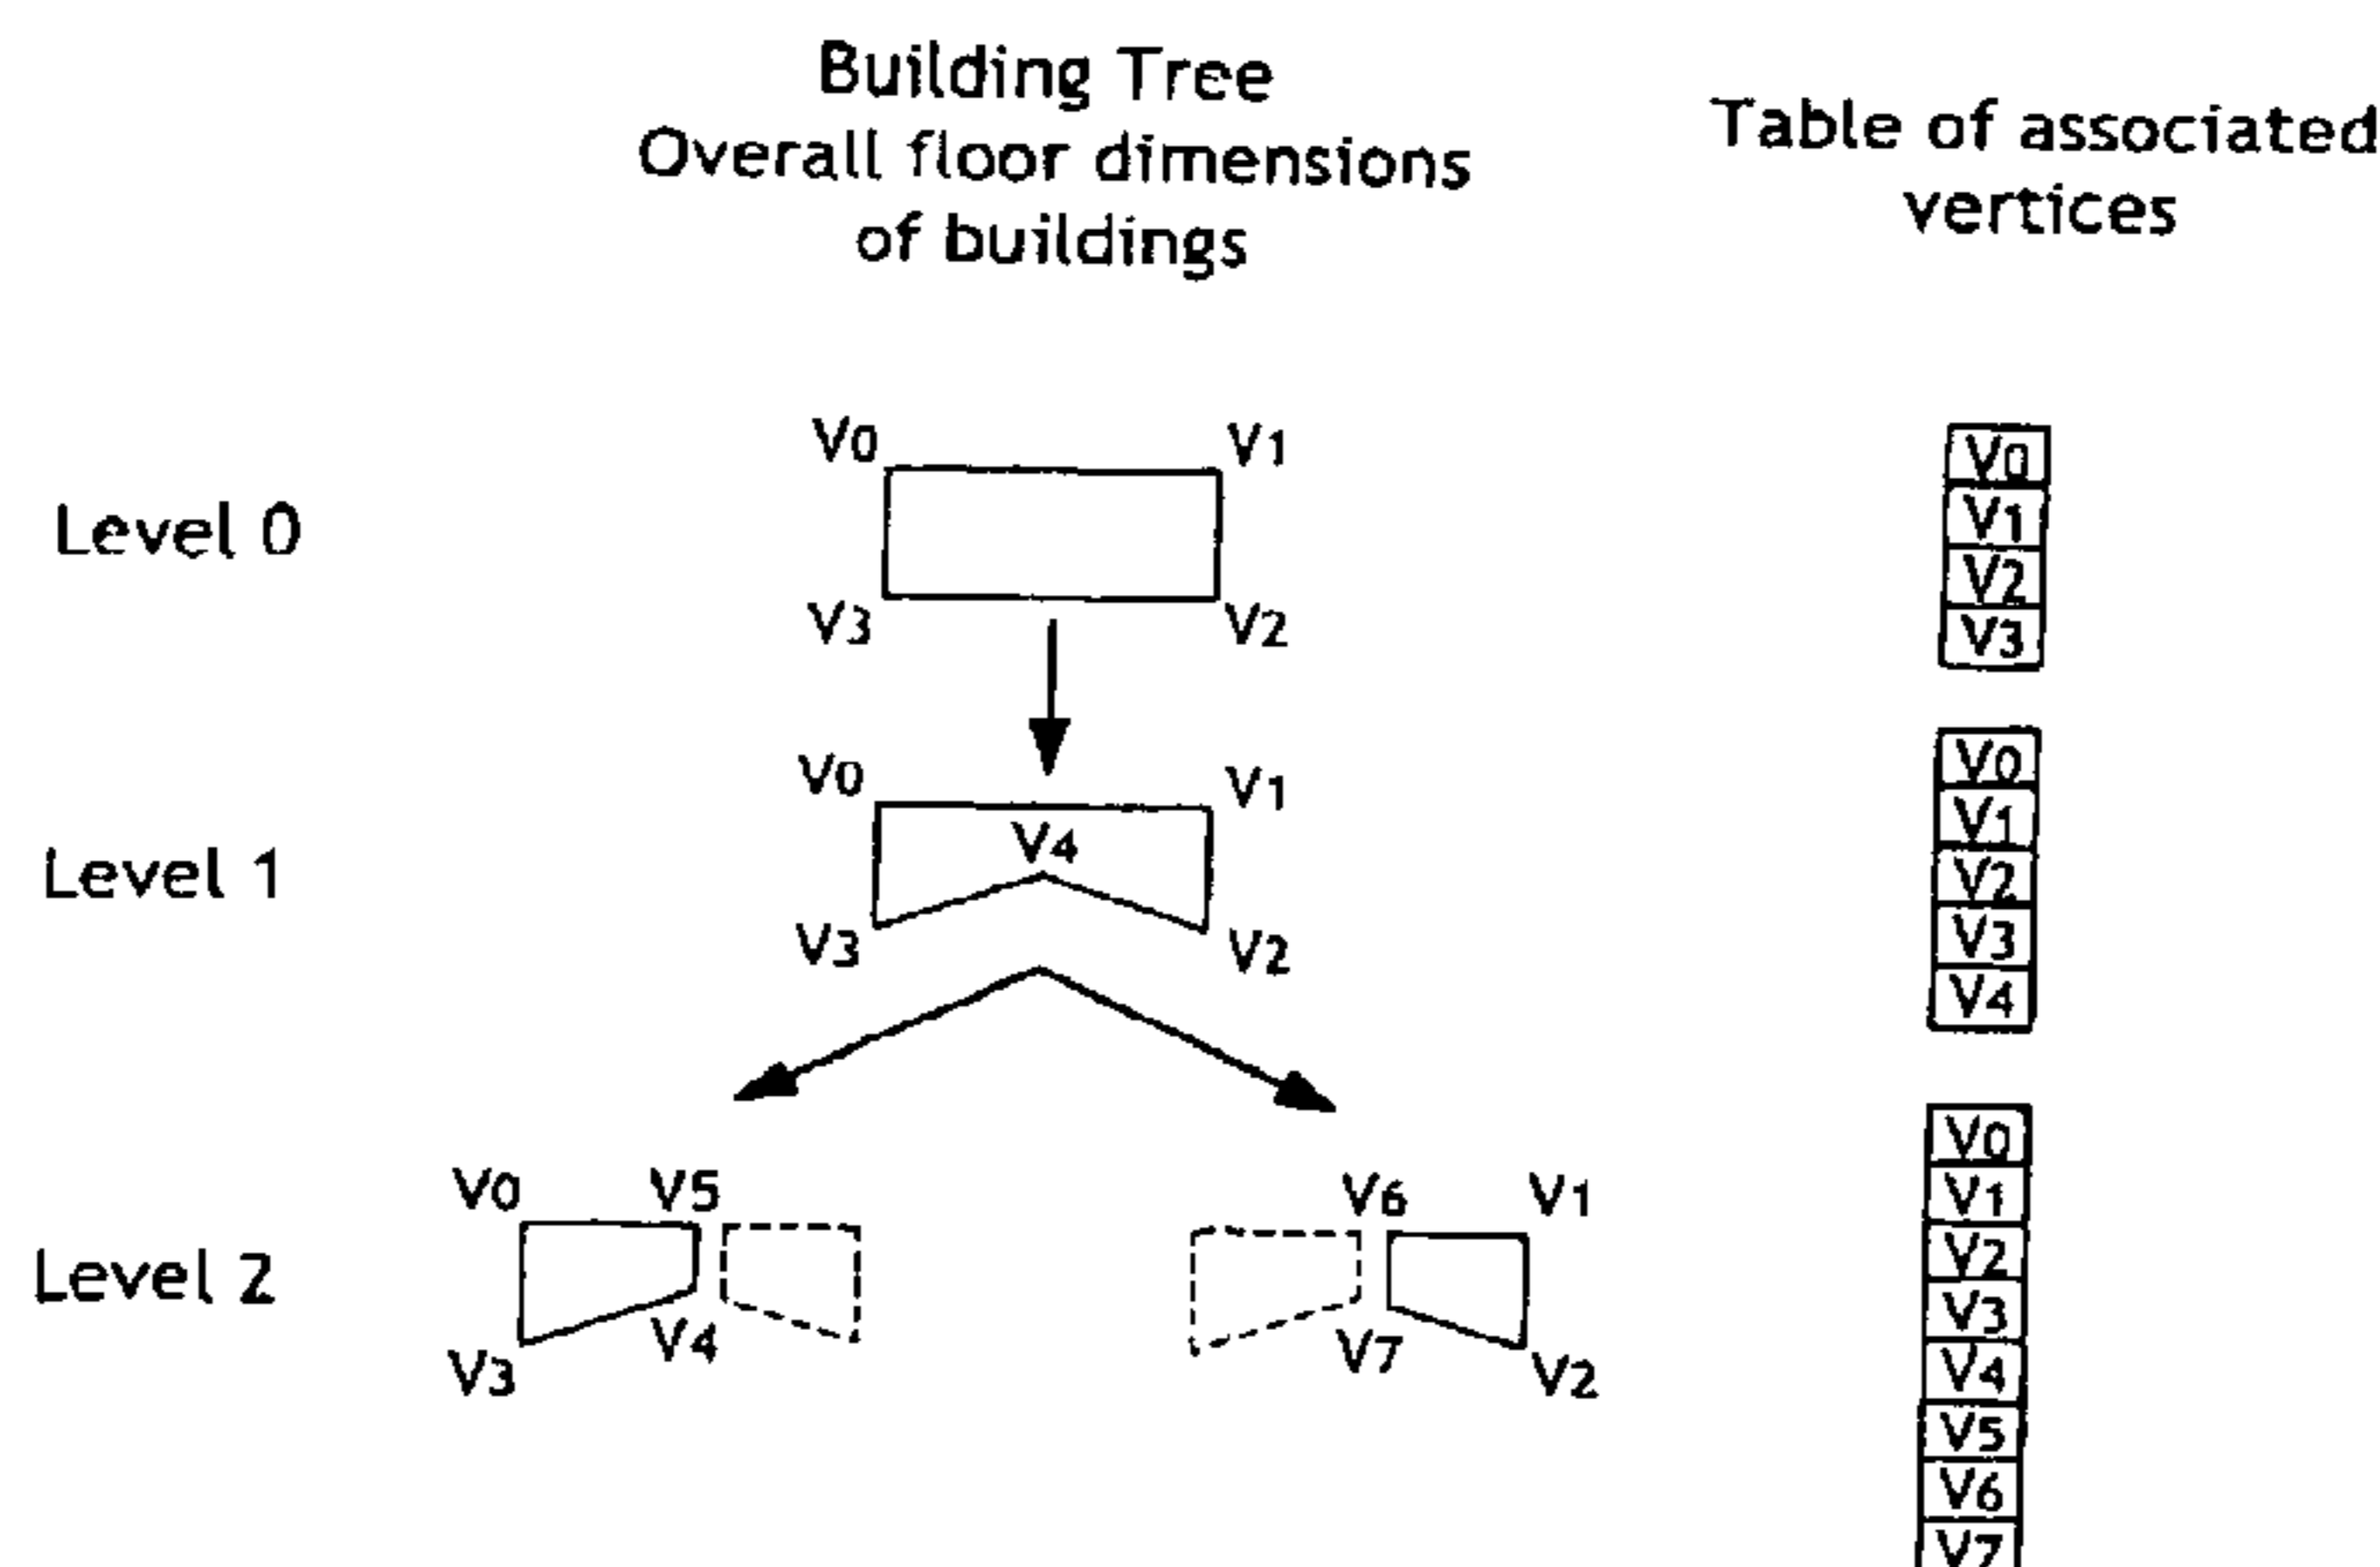 Building Tree
Overall floor dimensions
of buildings
Table of associated
vertices
Level 0
V0 V1
V3 V2
V0
V1
V2
V3
Level 1
V0 V1
V4
V3 V2
V0
V1
V2
V3
V4
Level 2
V0 V5 V6 V1
V3 V4 V7 V2
V0
V1
V2
V3
V4
V5
V6
V7